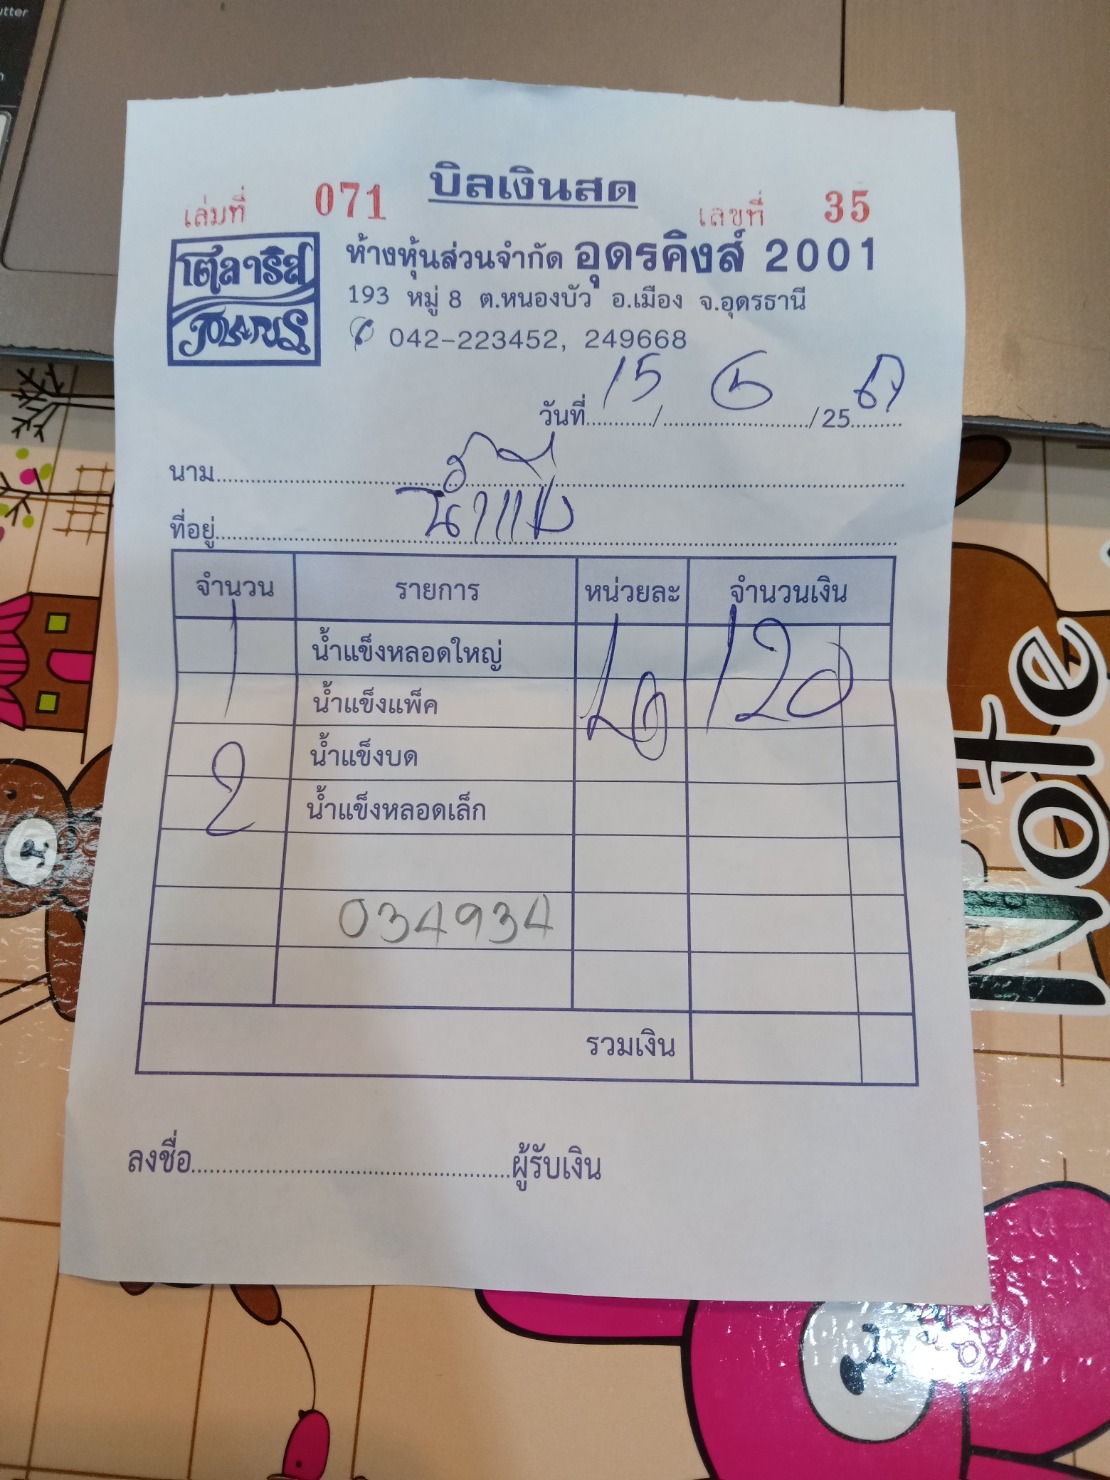 บิลเงินสด
เล่มที่ 071 เลขที่ 35
โตลาริส
POLARIS
ห้างหุ้นส่วนจำกัด อุดรคิงส์ 2001
193 หมู่ 8 ต.หนองบัว อ.เมือง จ.อุดรธานี
042-223452, 249668
วันที่ 15 / 5 / 25
นาม
ที่อยู่ น้ำแข็ง
จำนวน รายการ หน่วยละ จำนวนเงิน
1 น้ำแข็งหลอดใหญ่ 40 120
น้ำแข็งแพ็ค
2 น้ำแข็งบด
น้ำแข็งหลอดเล็ก
034934
รวมเงิน
ลงชื่อ ผู้รับเงิน
Note